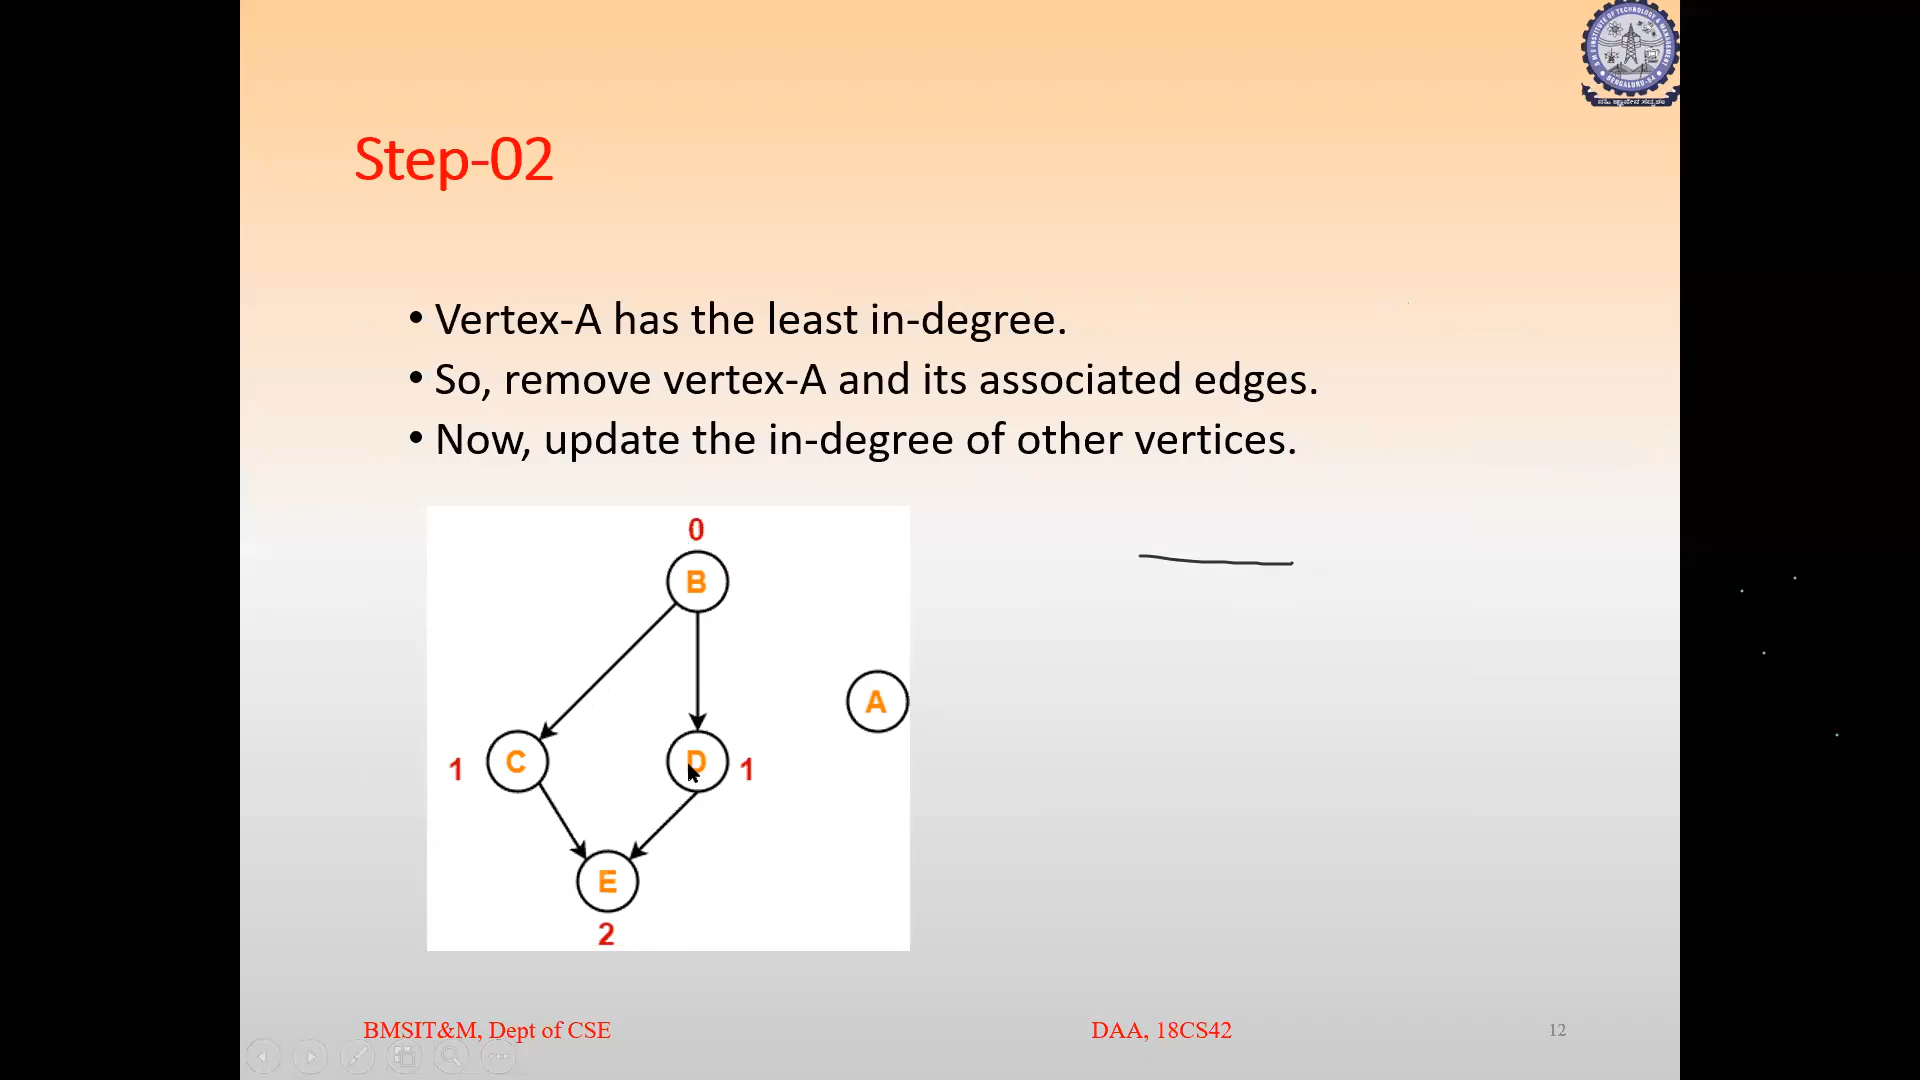 Step-02
• Vertex-A has the least in-degree.
• So, remove vertex-A and its associated edges.
• Now, update the in-degree of other vertices.
0
B
A
1 C D 1
E
2
BMSIT&M, Dept of CSE DAA, 18CS42 12